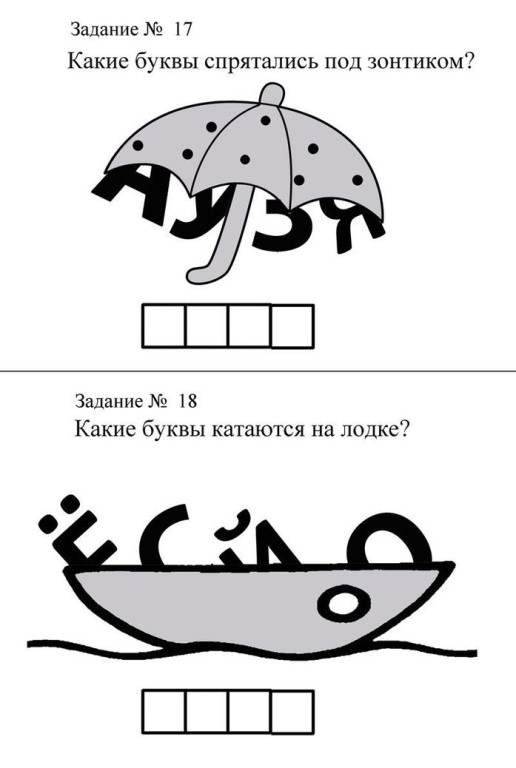 Задание № 17
Какие буквы спрятались под зонтиком?
А У З Я
Задание № 18
Какие буквы катаются на лодке?
Ё С Й О